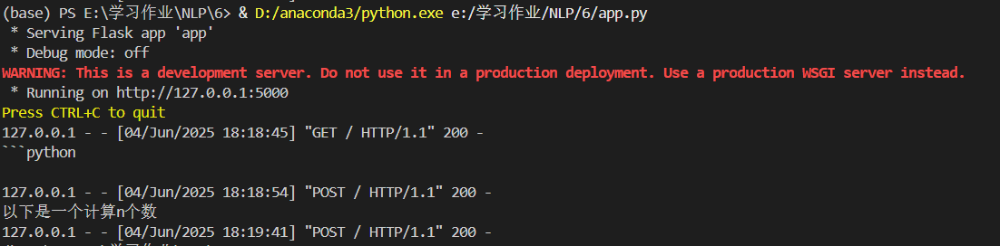 (base) PS E:\学习作业\NLP\6> & D:/anaconda3/python.exe e:/学习作业/NLP/6/app.py
 * Serving Flask app 'app'
 * Debug mode: off
WARNING: This is a development server. Do not use it in a production deployment. Use a production WSGI server instead.
 * Running on http://127.0.0.1:5000
Press CTRL+C to quit
127.0.0.1 - - [04/Jun/2025 18:18:45] "GET / HTTP/1.1" 200 -
```python
127.0.0.1 - - [04/Jun/2025 18:18:54] "POST / HTTP/1.1" 200 -
以下是一个计算n个数
127.0.0.1 - - [04/Jun/2025 18:19:41] "POST / HTTP/1.1" 200 -